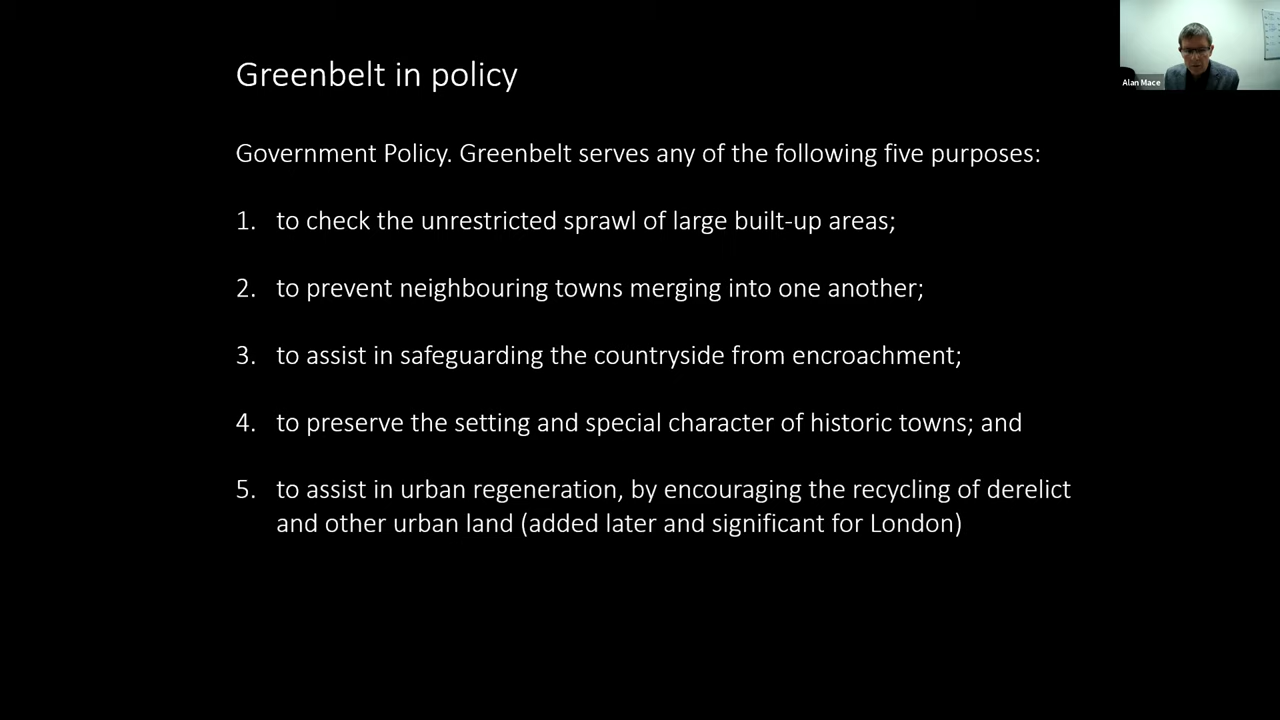 Greenbelt in policy
Alan Mace
Government Policy. Greenbelt serves any of the following five purposes:
1. to check the unrestricted sprawl of large built-up areas;
2. to prevent neighbouring towns merging into one another;
3. to assist in safeguarding the countryside from encroachment;
4. to preserve the setting and special character of historic towns; and
5. to assist in urban regeneration, by encouraging the recycling of derelict
and other urban land (added later and significant for London)